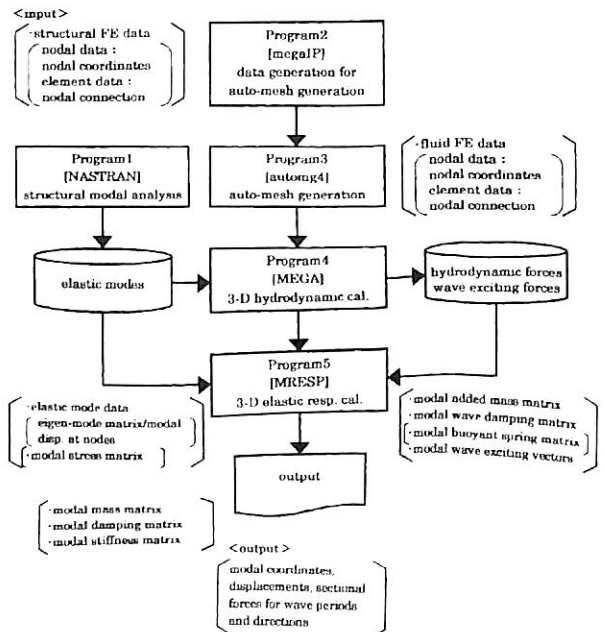 <input>
·structural FE data
nodal data :
nodal coordinates
element data :
nodal connection
Program2
[megaIP]
data generation for
auto-mesh generation
Program1
[NASTRAN]
structural modal analysis
Program3
[automg4]
auto-mesh generation
·fluid FE data
nodal data :
nodal coordinates
element data :
nodal connection
elastic modes
Program4
[MEGA]
3-D hydrodynamic cal.
hydrodynamic forces
wave exciting forces
Program5
[MRESP]
3-D elastic resp. cal.
·elastic mode data
eigen-mode matrix/modal
disp. at nodes
·modal stress matrix
·modal added mass matrix
·modal wave damping matrix
·modal buoyant spring matrix
·modal wave exciting vectors
output
·modal mass matrix
·modal damping matrix
·modal stiffness matrix
<output>
modal coordinates,
displacements, sectional
forces for wave periods
and directions